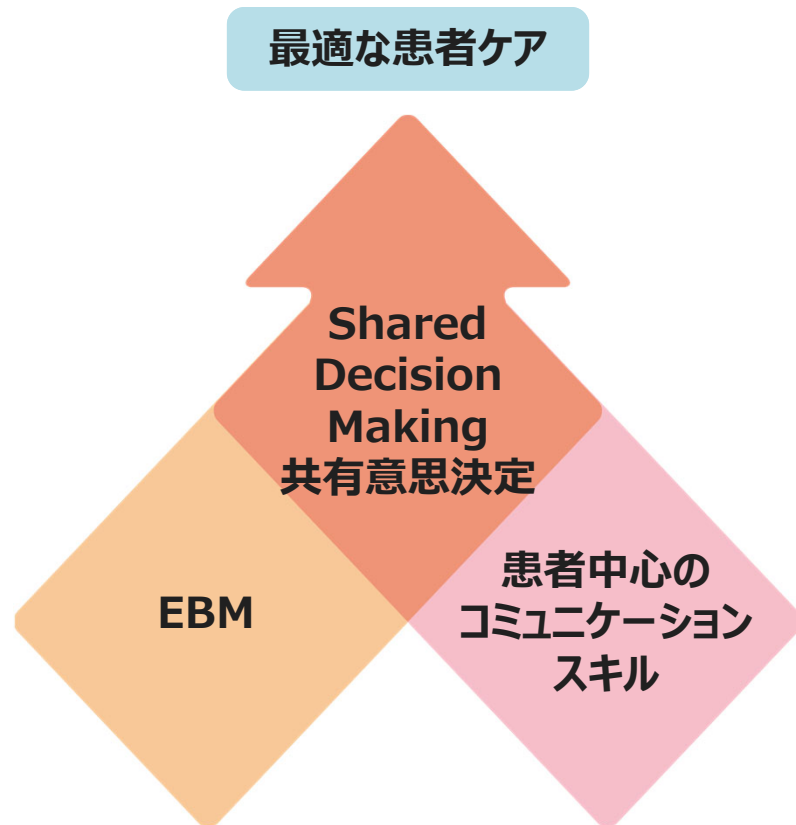 最適な患者ケア
Shared
Decision
Making
共有意思決定
EBM
患者中心の
コミュニケーション
スキル